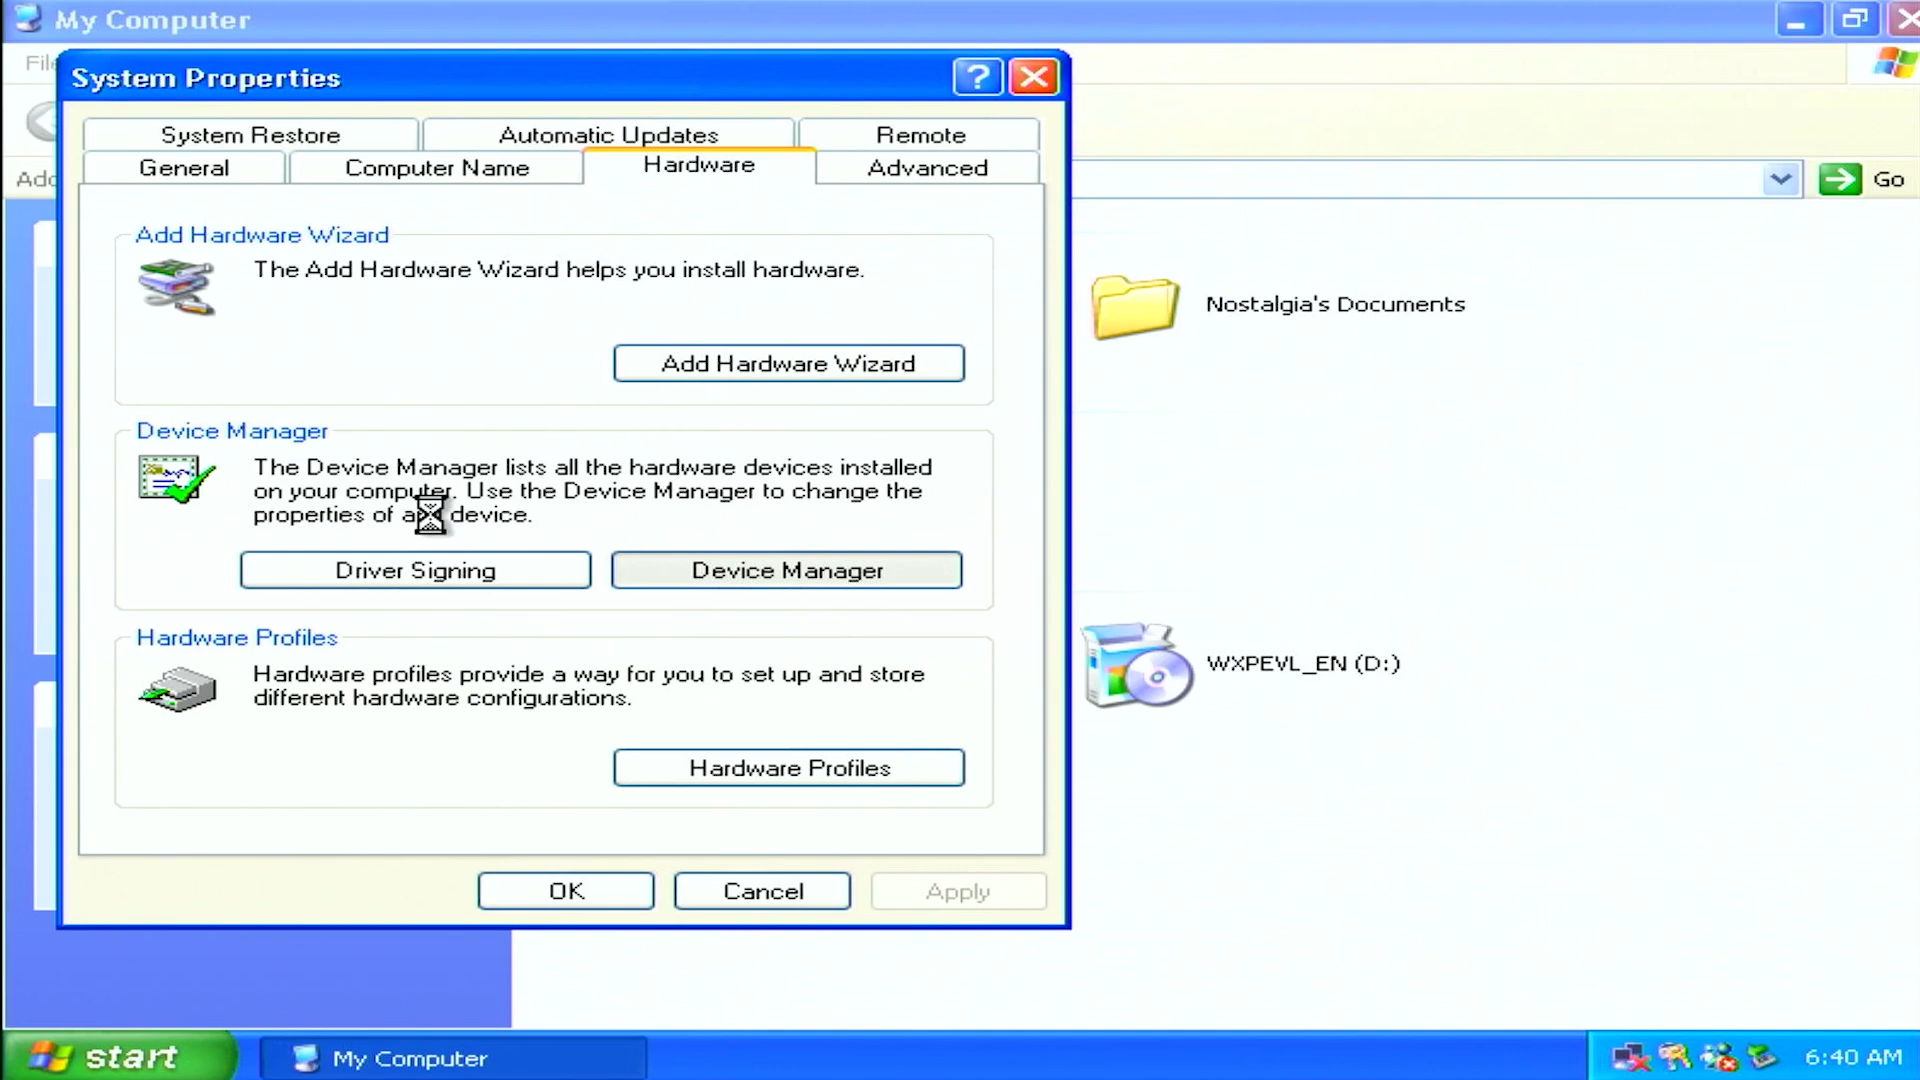 My Computer
System Properties
System Restore
Automatic Updates
Remote
General
Computer Name
Hardware
Advanced
Go
Add Hardware Wizard
The Add Hardware Wizard helps you install hardware.
Add Hardware Wizard
Nostalgia's Documents
Device Manager
The Device Manager lists all the hardware devices installed
on your computer. Use the Device Manager to change the
properties of any device.
Driver Signing
Device Manager
Hardware Profiles
Hardware profiles provide a way for you to set up and store
different hardware configurations.
Hardware Profiles
WXPEVL_EN (D:)
OK
Cancel
Apply
start
My Computer
6:40 AM